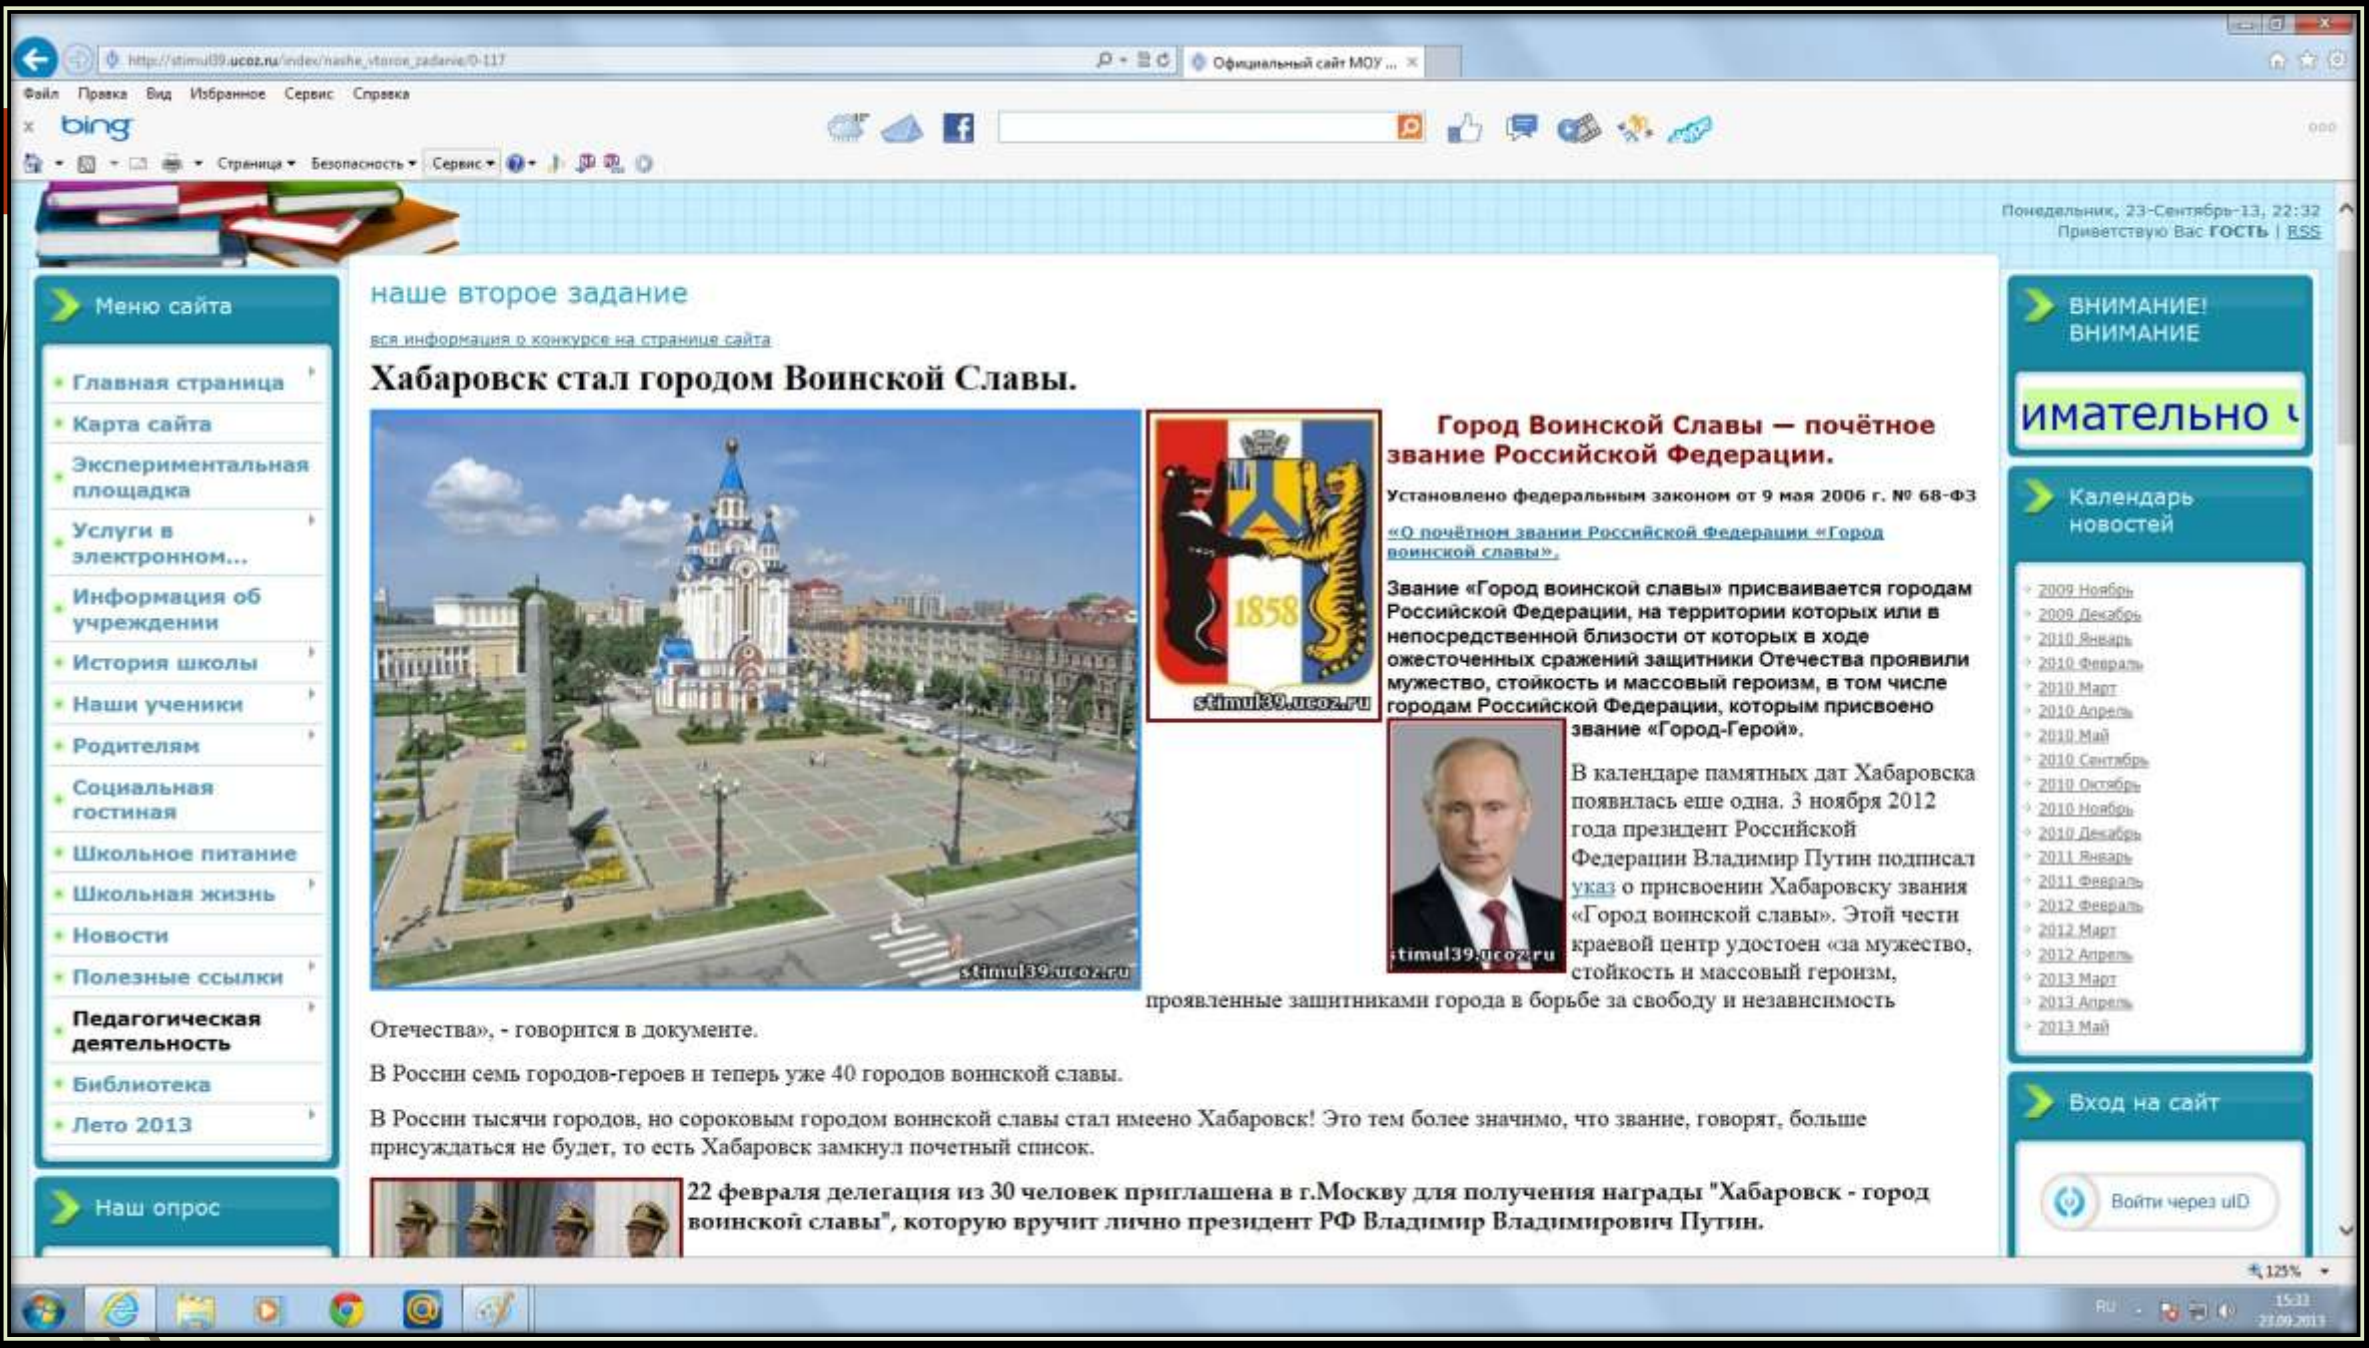 http://stimul39.ucoz.ru/index/nashe_vtoroe_zadanie/0-117
Официальный сайт МОУ ...
Файл Правка Вид Избранное Сервис Справка
bing
Страница Безопасность Сервис
Понедельник, 23-Сентябрь-13, 22:32
Приветствую Вас ГОСТЬ | RSS
Меню сайта
Главная страница
Карта сайта
Экспериментальная
площадка
Услуги в
электронном...
Информация об
учреждении
История школы
Наши ученики
Родителям
Социальная
гостиная
Школьное питание
Школьная жизнь
Новости
Полезные ссылки
Педагогическая
деятельность
Библиотека
Лето 2013
Наш опрос
наше второе задание
вся информация о конкурсе на странице сайта
Хабаровск стал городом Воинской Славы.
stimul39.ucoz.ru
1858
stimul39.ucoz.ru
Город Воинской Славы — почётное
звание Российской Федерации.
Установлено федеральным законом от 9 мая 2006 г. № 68-ФЗ
«О почётном звании Российской Федерации «Город
воинской славы».
Звание «Город воинской славы» присваивается городам
Российской Федерации, на территории которых или в
непосредственной близости от которых в ходе
ожесточенных сражений защитники Отечества проявили
мужество, стойкость и массовый героизм, в том числе
городам Российской Федерации, которым присвоено
звание «Город-Герой».
timul39.ucoz.ru
В календаре памятных дат Хабаровска
появилась еше одна. 3 ноября 2012
года президент Российской
Федерации Владимир Путин подписал
указ о присвоении Хабаровску звания
«Город воинской славы». Этой чести
краевой центр удостоен «за мужество,
стойкость и массовый героизм,
проявленные защитниками города в борьбе за свободу и независимость
Отечества», - говорится в документе.
В России семь городов-героев и теперь уже 40 городов воинской славы.
В России тысячи городов, но сороковым городом воинской славы стал имеено Хабаровск! Это тем более значимо, что звание, говорят, больше
присуждаться не будет, то есть Хабаровск замкнул почетный список.
22 февраля делегация из 30 человек приглашена в г.Москву для получения награды "Хабаровск - город
воинской славы", которую вручит лично президент РФ Владимир Владимирович Путин.
ВНИМАНИЕ!
ВНИМАНИЕ
имательно ч
Календарь
новостей
2009 Ноябрь
2009 Декабрь
2010 Январь
2010 Февраль
2010 Март
2010 Апрель
2010 Май
2010 Сентябрь
2010 Октябрь
2010 Ноябрь
2010 Декабрь
2011 Январь
2011 Февраль
2012 Февраль
2012 Март
2012 Апрель
2013 Март
2013 Апрель
2013 Май
Вход на сайт
Войти через uID
125%
RU
15:33
23.09.2013